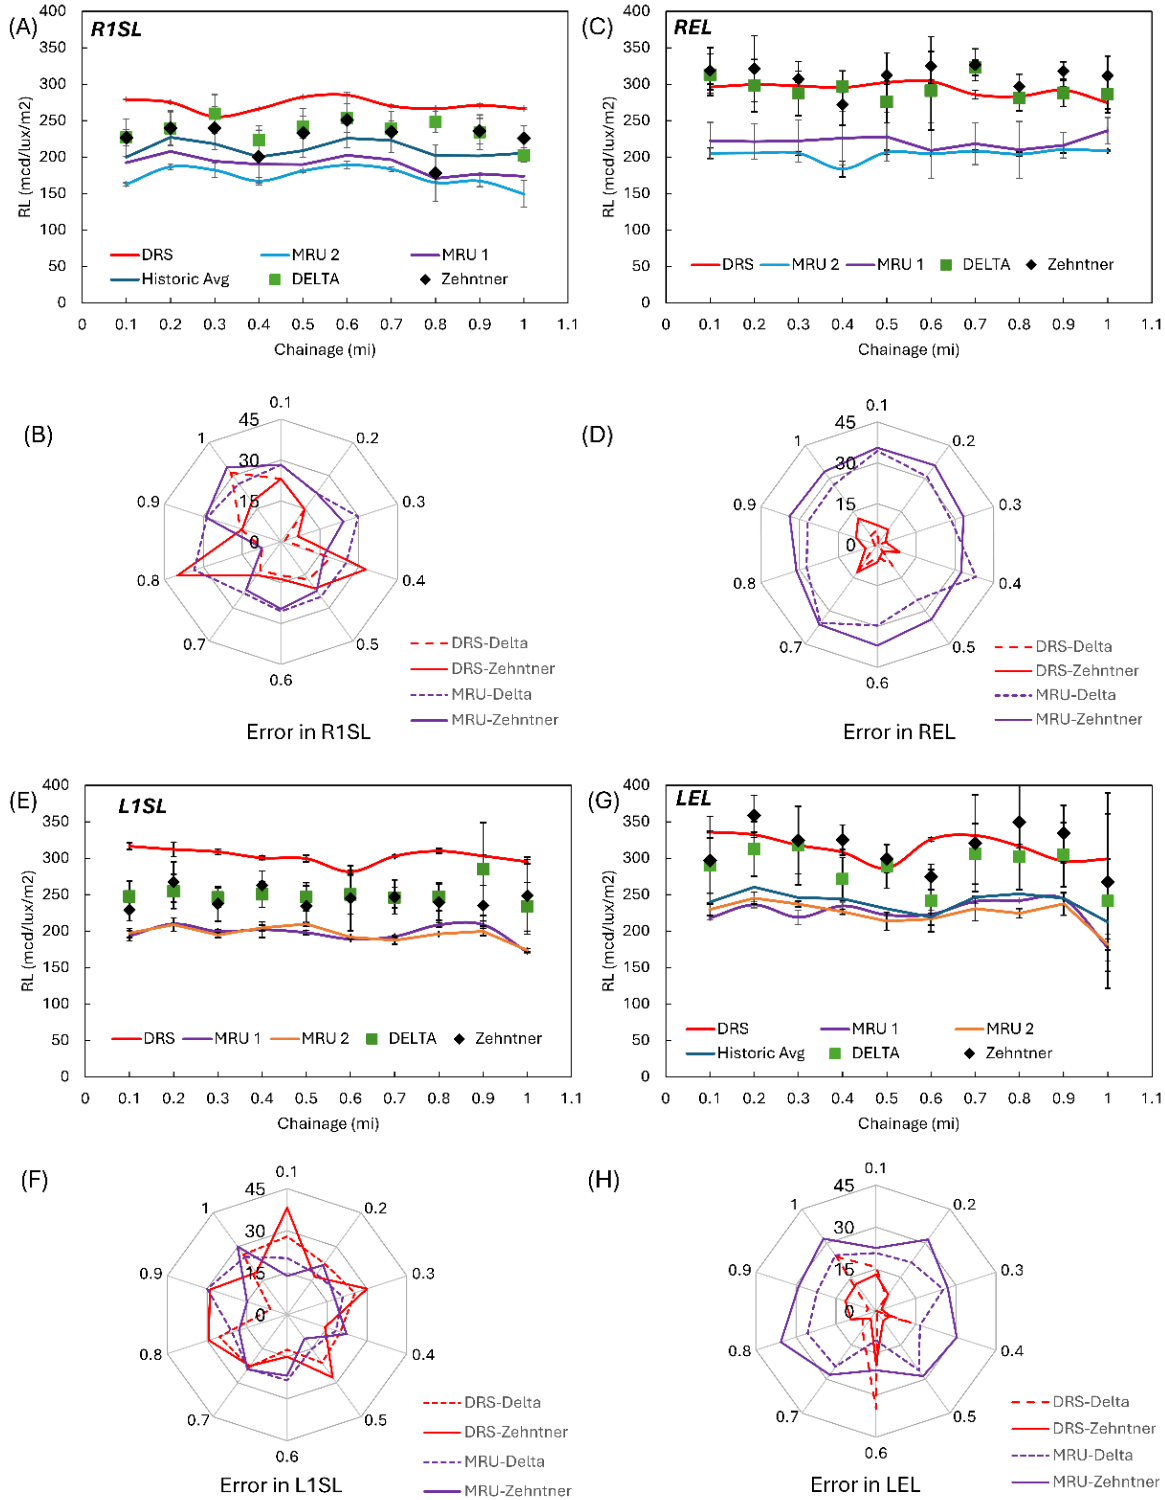 (A)
R1SL
400
350
300
250
200
150
100
50
0
RL (mcd/lux/m2)
DRS
MRU 2
MRU 1
Historic Avg
DELTA
Zehntner
0 0.1 0.2 0.3 0.4 0.5 0.6 0.7 0.8 0.9 1 1.1
Chainage (mi)
(C)
REL
400
350
300
250
200
150
100
50
0
RL (mcd/lux/m2)
DRS MRU 2 MRU 1 DELTA Zehntner
0 0.1 0.2 0.3 0.4 0.5 0.6 0.7 0.8 0.9 1 1.1
Chainage (mi)
(B)
0.1
0.2
0.3
0.4
0.5
0.6
0.7
0.8
0.9
1
45
30
15
0
DRS-Delta
DRS-Zehntner
MRU-Delta
MRU-Zehntner
Error in R1SL
(D)
0.1
0.2
0.3
0.4
0.5
0.6
0.7
0.8
0.9
1
45
30
15
0
DRS-Delta
DRS-Zehntner
MRU-Delta
MRU-Zehntner
Error in REL
(E)
L1SL
400
350
300
250
200
150
100
50
0
RL (mcd/lux/m2)
DRS MRU 1 MRU 2 DELTA Zehntner
0 0.1 0.2 0.3 0.4 0.5 0.6 0.7 0.8 0.9 1 1.1
Chainage (mi)
(G)
LEL
400
350
300
250
200
150
100
50
0
RL (mcd/lux/m2)
DRS
MRU 1
MRU 2
Historic Avg
DELTA
Zehntner
0 0.1 0.2 0.3 0.4 0.5 0.6 0.7 0.8 0.9 1 1.1
Chainage (mi)
(F)
0.1
0.2
0.3
0.4
0.5
0.6
0.7
0.8
0.9
1
45
30
15
0
DRS-Delta
DRS-Zehntner
MRU-Delta
MRU-Zehntner
Error in L1SL
(H)
0.1
0.2
0.3
0.4
0.5
0.6
0.7
0.8
0.9
1
45
30
15
0
DRS-Delta
DRS-Zehntner
MRU-Delta
MRU-Zehntner
Error in LEL